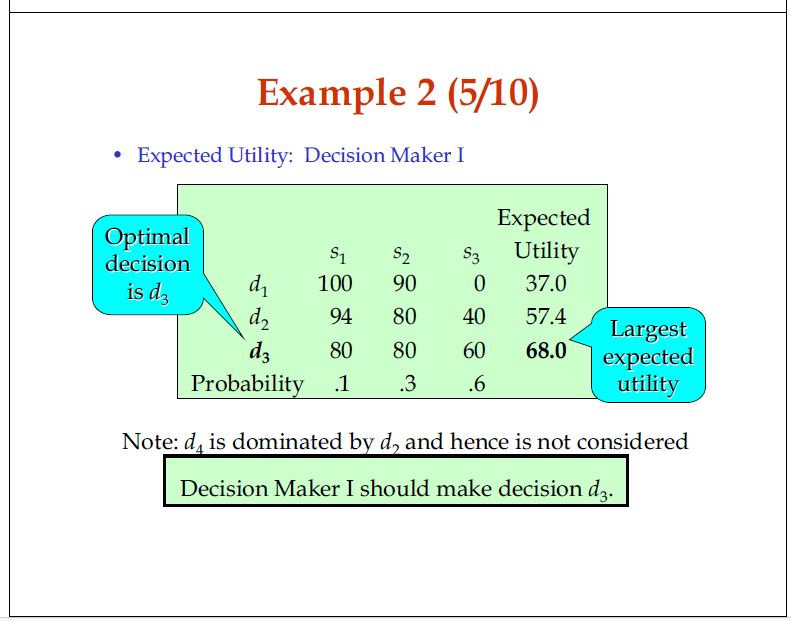 Example 2 (5/10)
• Expected Utility: Decision Maker I
Optimal
decision
is d₃
Expected
s₁ s₂ s₃ Utility
d₁ 100 90 0 37.0
d₂ 94 80 40 57.4
d₃ 80 80 60 68.0
Probability .1 .3 .6
Largest
expected
utility
Note: d₄ is dominated by d₂ and hence is not considered
Decision Maker I should make decision d₃.